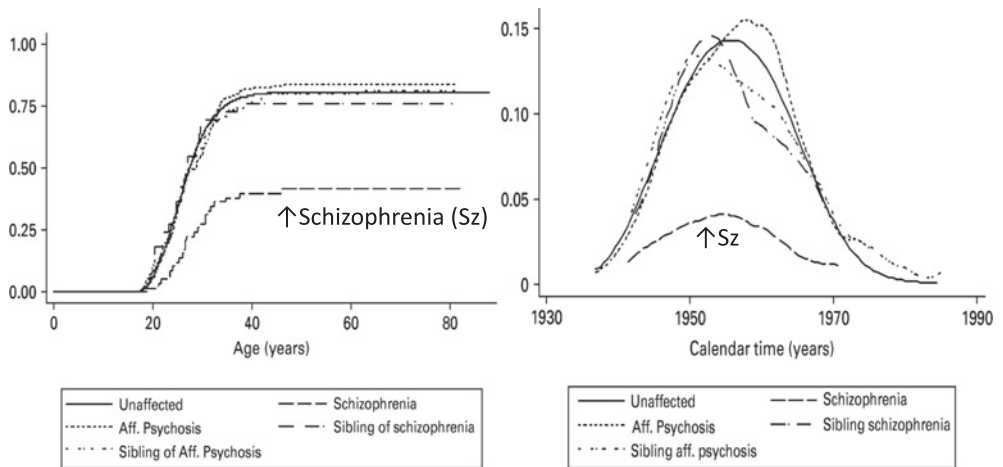 1.00
0.75
0.50
0.25
0.00
↑Schizophrenia (Sz)
0 20 40 60 80
Age (years)
Unaffected
Schizophrenia
Aff. Psychosis
Sibling of schizophrenia
Sibling of Aff. Psychosis
0.15
0.10
0.05
0
↑Sz
1930 1950 1970 1990
Calendar time (years)
Unaffected
Schizophrenia
Aff. Psychosis
Sibling schizophrenia
Sibling aff. psychosis